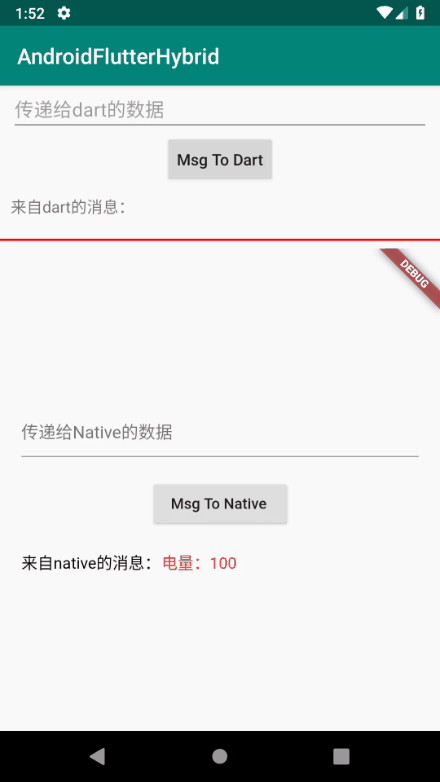 1:52
AndroidFlutterHybrid
传递给dart的数据
Msg To Dart
来自dart的消息：
DEBUG
传递给Native的数据
Msg To Native
来自native的消息：电量：100